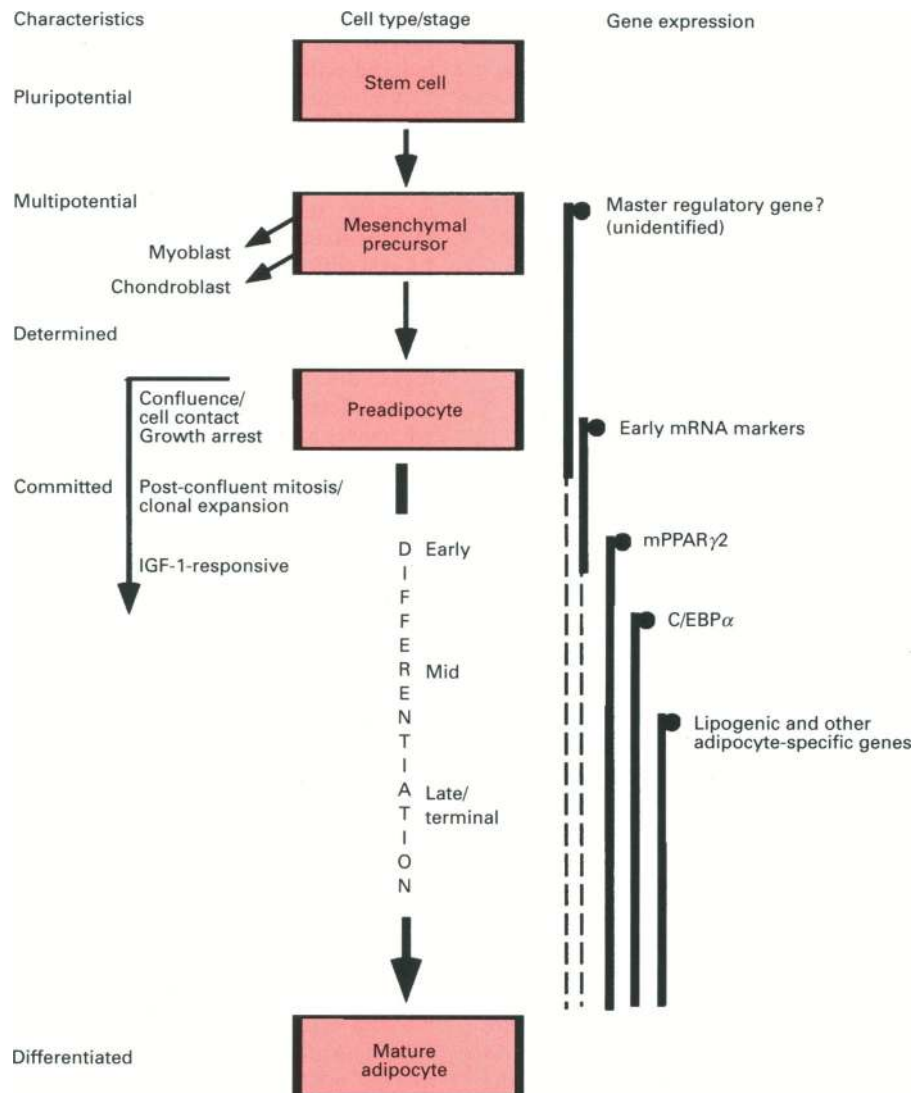 Characteristics
Cell type/stage
Gene expression
Stem cell
Pluripotential
Multipotential
Mesenchymal
precursor
Master regulatory gene?
(unidentified)
Myoblast
Chondroblast
Determined
Confluence/
cell contact
Growth arrest
Preadipocyte
Early mRNA markers
Committed
Post-confluent mitosis/
clonal expansion
mPPARγ2
IGF-1-responsive
DIFFERENTIATION
Early
C/EBPα
Mid
Lipogenic and other
adipocyte-specific genes
Late/
terminal
Differentiated
Mature
adipocyte